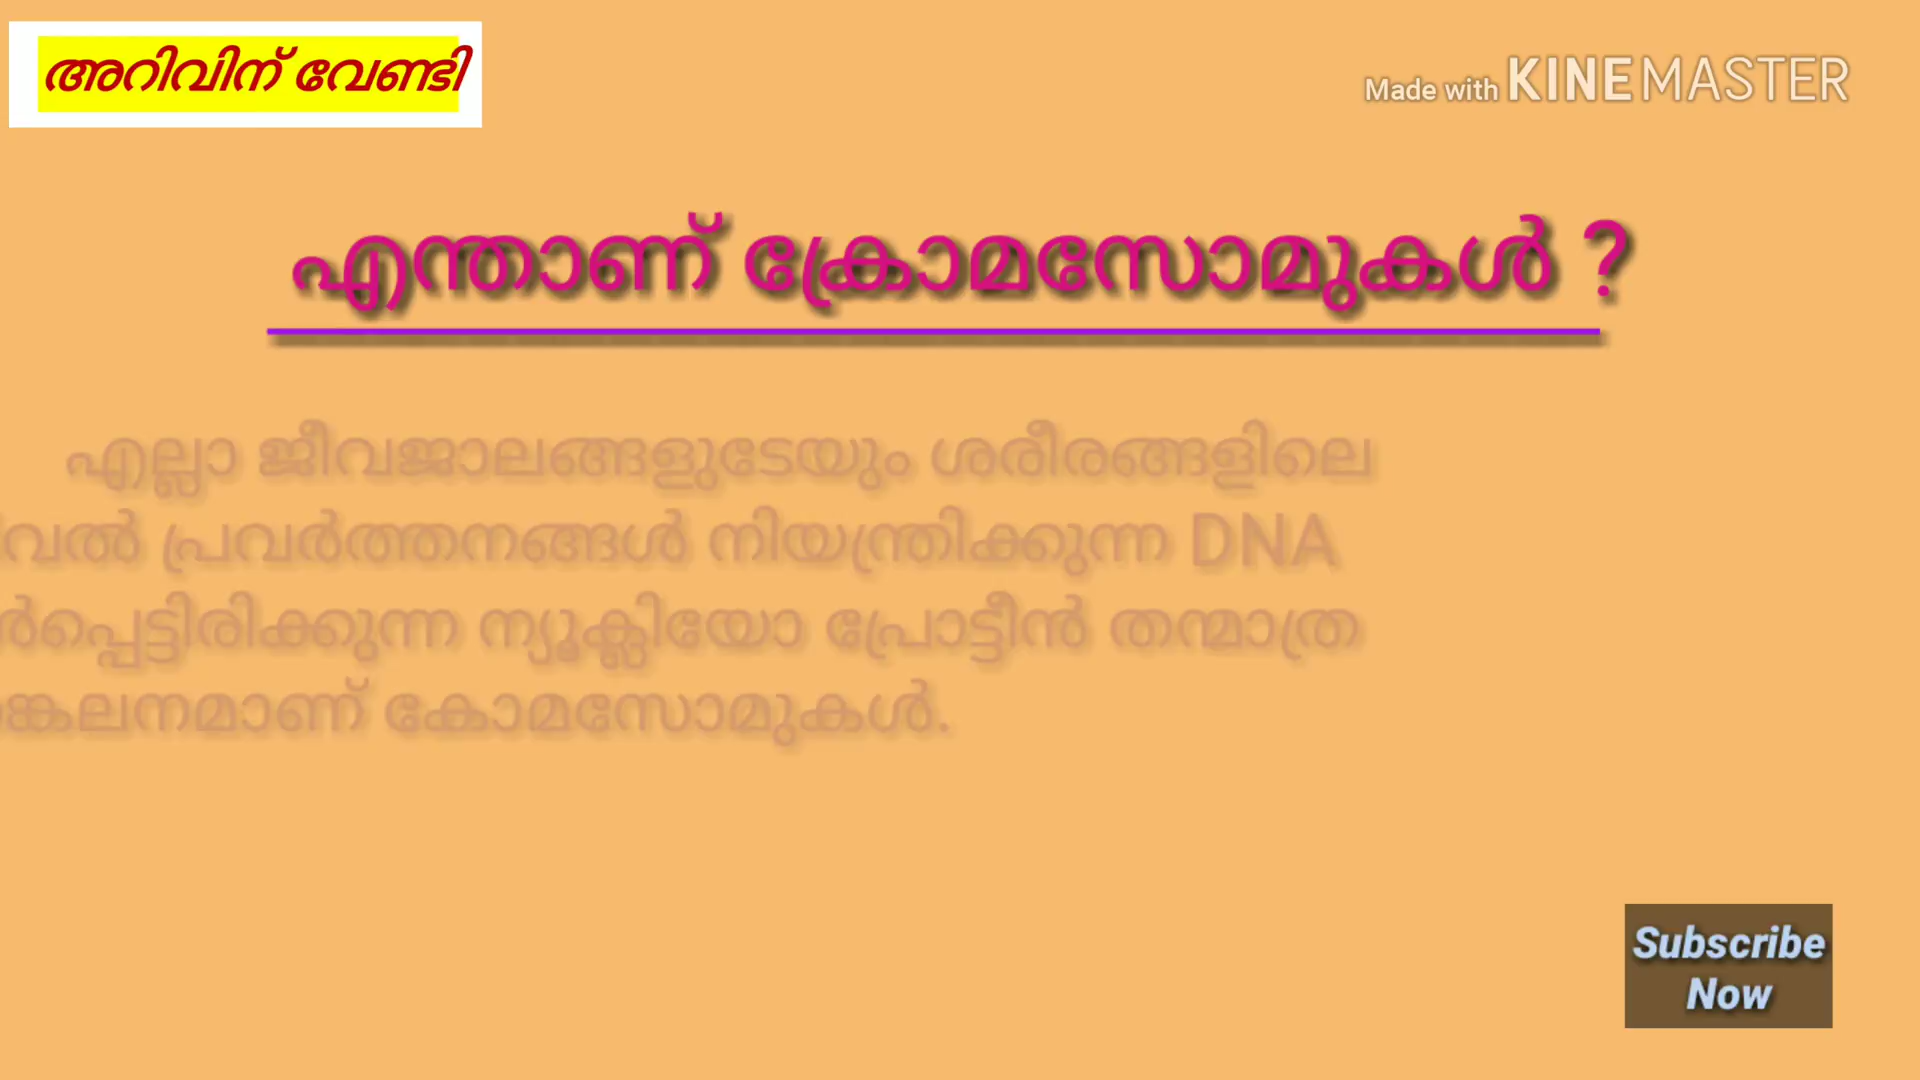 അറിവിന് വേണ്ടി
Made with KINEMASTER
എന്താണ് ക്രോമസോമുകൾ ?
എല്ലാ ജീവജാലങ്ങളുടേയും ശരീരങ്ങളിലെ
പ്രവർത്തനങ്ങൾ നിയന്ത്രിക്കുന്ന DNA
ന്യൂക്ലിയോ പ്രോട്ടീൻ തന്മാത്ര
കോമസോമുകൾ.
Subscribe
Now